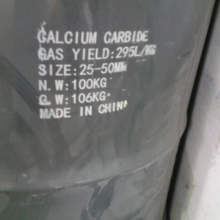 CALCIUM CARBIDE
GAS YIELD: 295L/KG
SIZE: 25-50MM
N. W: 100KG
G. W: 106KG
MADE IN CHINA